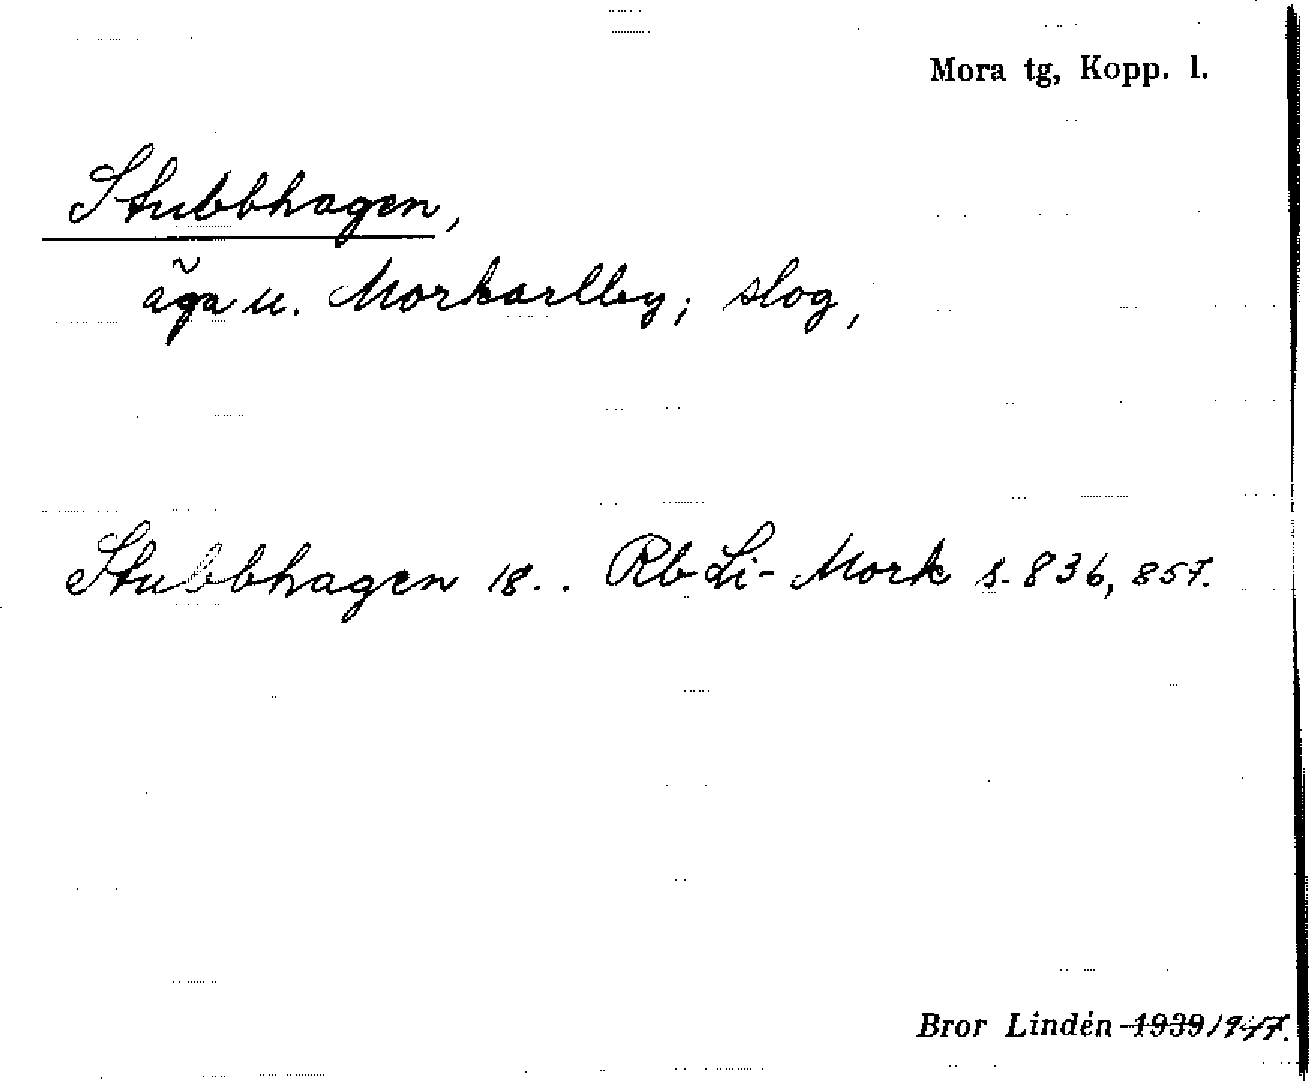 Mora tg, Kopp. l.
Stubbhagen,
äga u. Morkarlby; slog,
Stubbhagen 18.. Rb Li-Mork s. 836, 857.
Bror Lindén 1939 1947.